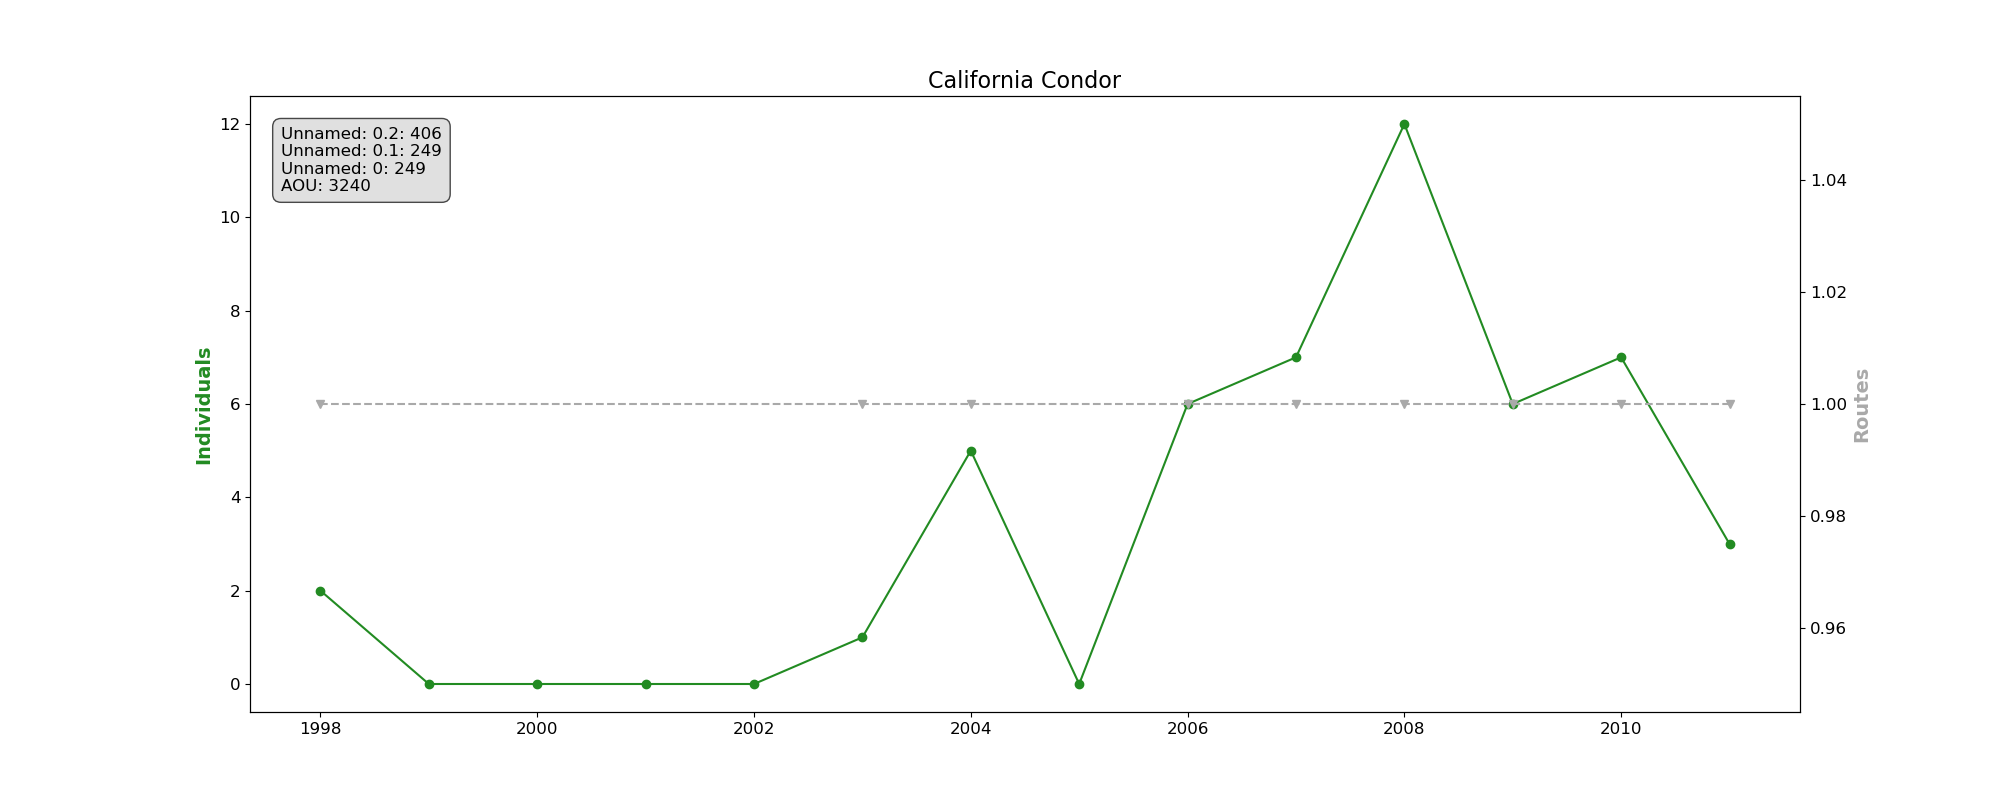 California Condor
Unnamed: 0.2: 406
Unnamed: 0.1: 249
Unnamed: 0: 249
AOU: 3240
Individuals
12
10
8
6
4
2
0
1998
2000
2002
2004
2006
2008
2010
1.04
1.02
1.00
0.98
0.96
Routes